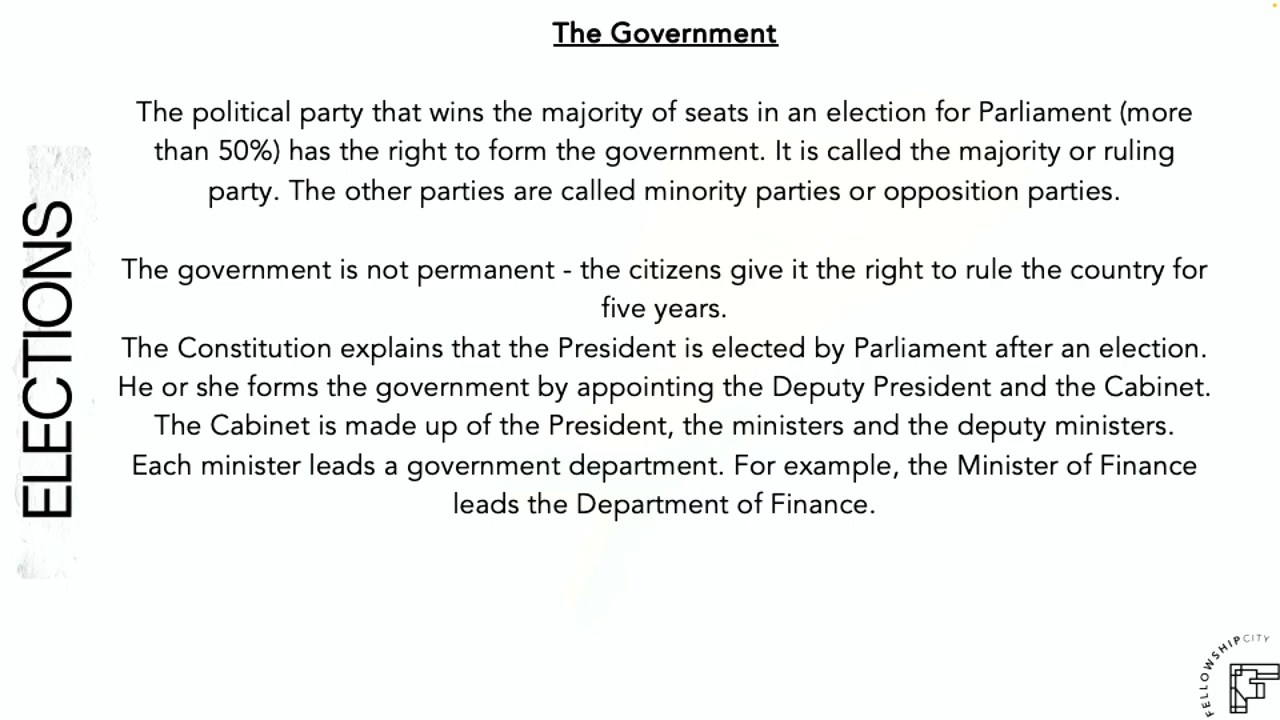 The Government
The political party that wins the majority of seats in an election for Parliament (more
than 50%) has the right to form the government. It is called the majority or ruling
party. The other parties are called minority parties or opposition parties.
The government is not permanent - the citizens give it the right to rule the country for
five years.
The Constitution explains that the President is elected by Parliament after an election.
He or she forms the government by appointing the Deputy President and the Cabinet.
The Cabinet is made up of the President, the ministers and the deputy ministers.
Each minister leads a government department. For example, the Minister of Finance
leads the Department of Finance.
ELECTIONS
FELLOWSHIPCITY